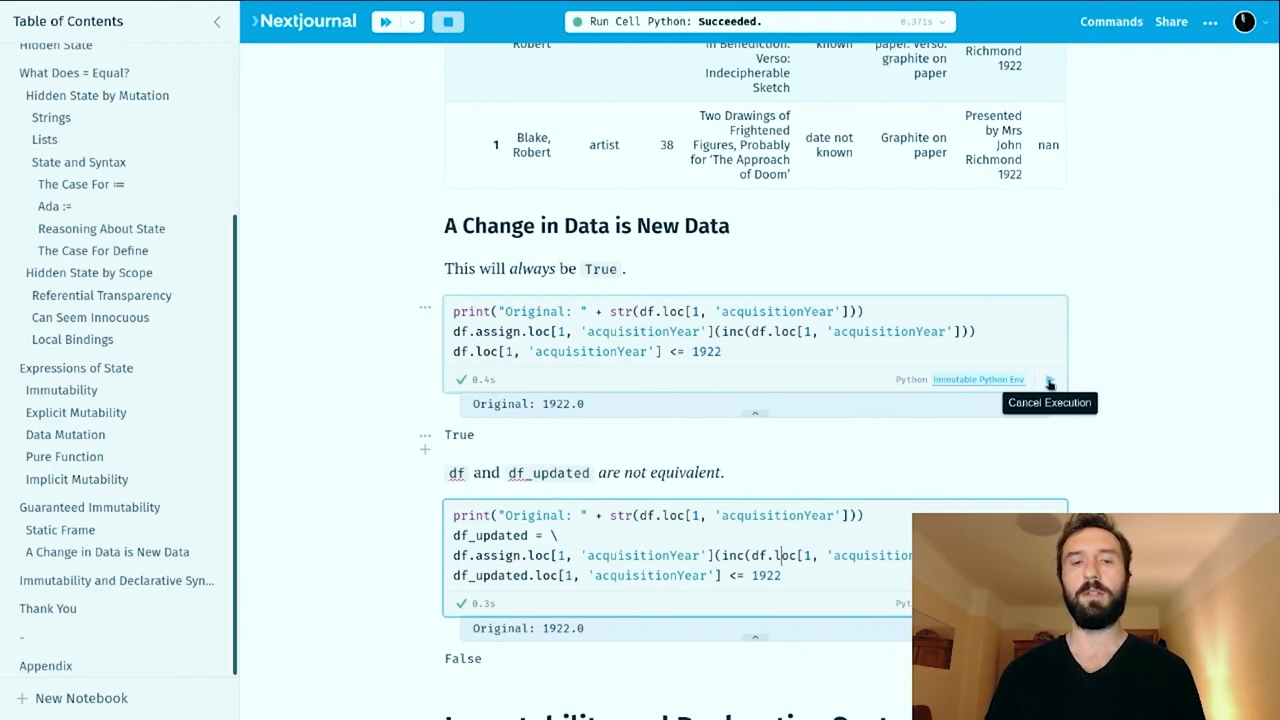 Table of Contents
Hidden State
What Does = Equal?
Hidden State by Mutation
Strings
Lists
State and Syntax
The Case For ≔
Ada :=
Reasoning About State
The Case For Define
Hidden State by Scope
Referential Transparency
Can Seem Innocuous
Local Bindings
Expressions of State
Immutability
Explicit Mutability
Data Mutation
Pure Function
Implicit Mutability
Guaranteed Immutability
Static Frame
A Change in Data is New Data
Immutability and Declarative Syn...
Thank You
-
Appendix
New Notebook
Nextjournal
Run Cell Python: Succeeded.
0.371s
Commands
Share
Robert
in Benediction.
Verso:
Indecipherable
Sketch
known
paper. Verso:
graphite on
paper
Richmond
1922
1
Blake,
Robert
artist
38
Two Drawings of
Frightened
Figures, Probably
for 'The Approach
of Doom'
date not
known
Graphite on
paper
Presented
by Mrs
John
Richmond
1922
nan
A Change in Data is New Data
This will always be True.
print("Original: " + str(df.loc[1, 'acquisitionYear']))
df.assign.loc[1, 'acquisitionYear'](inc(df.loc[1, 'acquisitionYear']))
df.loc[1, 'acquisitionYear'] <= 1922
0.4s
Python Immutable Python Env
Cancel Execution
Original: 1922.0
True
df and df_updated are not equivalent.
print("Original: " + str(df.loc[1, 'acquisitionYear']))
df_updated = \
df.assign.loc[1, 'acquisitionYear'](inc(df.loc[1, 'acquisition
df_updated.loc[1, 'acquisitionYear'] <= 1922
0.3s
Pyt
Original: 1922.0
False